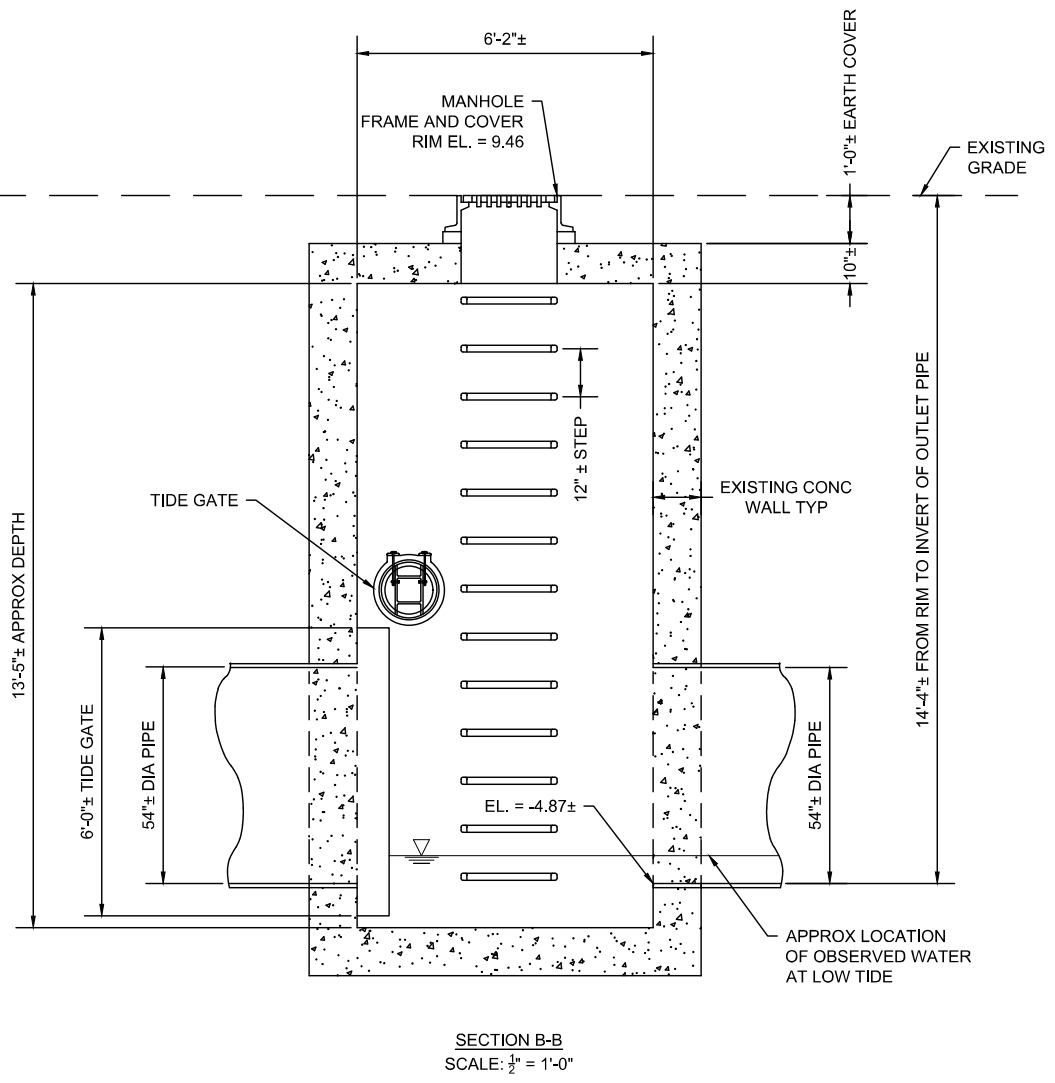 6'-2"±
MANHOLE
FRAME AND COVER
RIM EL. = 9.46
1'-0"± EARTH COVER
EXISTING
GRADE
10"±
13'-5"± APPROX DEPTH
12" ± STEP
TIDE GATE
EXISTING CONC
WALL TYP
14'-4"± FROM RIM TO INVERT OF OUTLET PIPE
6'-0"± TIDE GATE
54"± DIA PIPE
EL. = -4.87±
54"± DIA PIPE
APPROX LOCATION
OF OBSERVED WATER
AT LOW TIDE
SECTION B-B
SCALE: 1/2" = 1'-0"